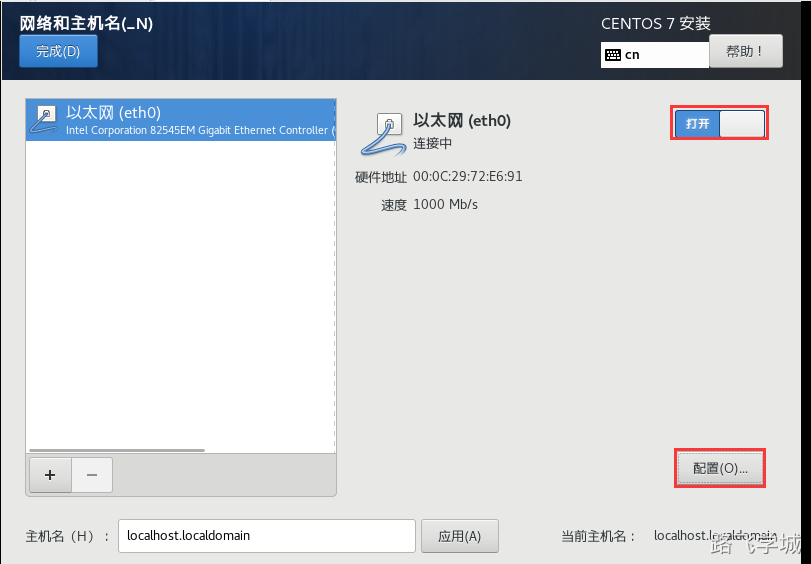 网络和主机名(_N)
完成(D)
CENTOS 7 安装
cn
帮助！
以太网 (eth0)
Intel Corporation 82545EM Gigabit Ethernet Controller (
以太网 (eth0)
连接中
打开
硬件地址 00:0C:29:72:E6:91
速度 1000 Mb/s
+
−
配置(O)...
主机名（H）：
localhost.localdomain
应用(A)
当前主机名：
localhost.localdomain
路飞学城